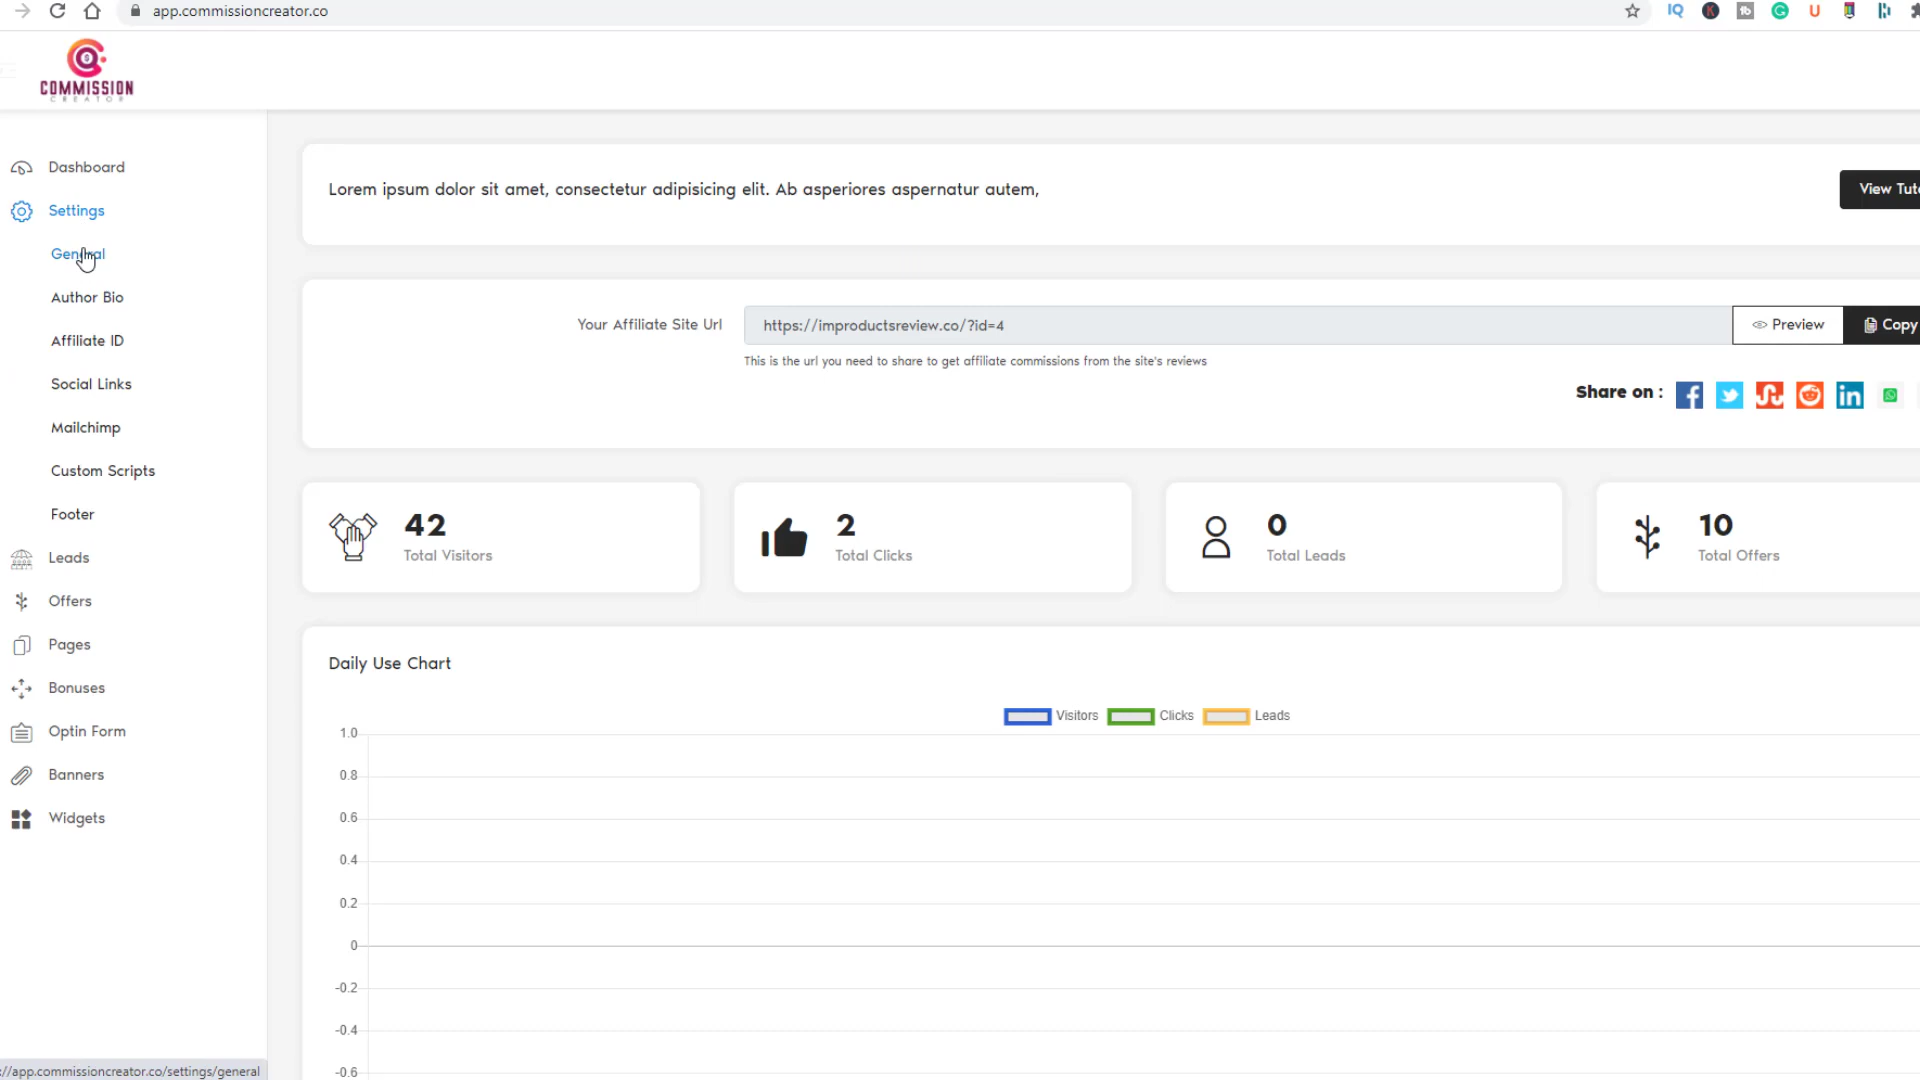 app.commissioncreator.co
IQ
K
tb
G
U
COMMISSION
CREATOR
Dashboard
Settings
General
Author Bio
Affiliate ID
Social Links
Mailchimp
Custom Scripts
Footer
Leads
Offers
Pages
Bonuses
Optin Form
Banners
Widgets
Lorem ipsum dolor sit amet, consectetur adipisicing elit. Ab asperiores aspernatur autem,
View Tuto
Your Affiliate Site Url
https://improductsreview.co/?id=4
Preview
Copy
This is the url you need to share to get affiliate commissions from the site's reviews
Share on :
42
Total Visitors
2
Total Clicks
0
Total Leads
10
Total Offers
Daily Use Chart
Visitors Clicks Leads
1.0
0.8
0.6
0.4
0.2
0
-0.2
-0.4
-0.6
://app.commissioncreator.co/settings/general